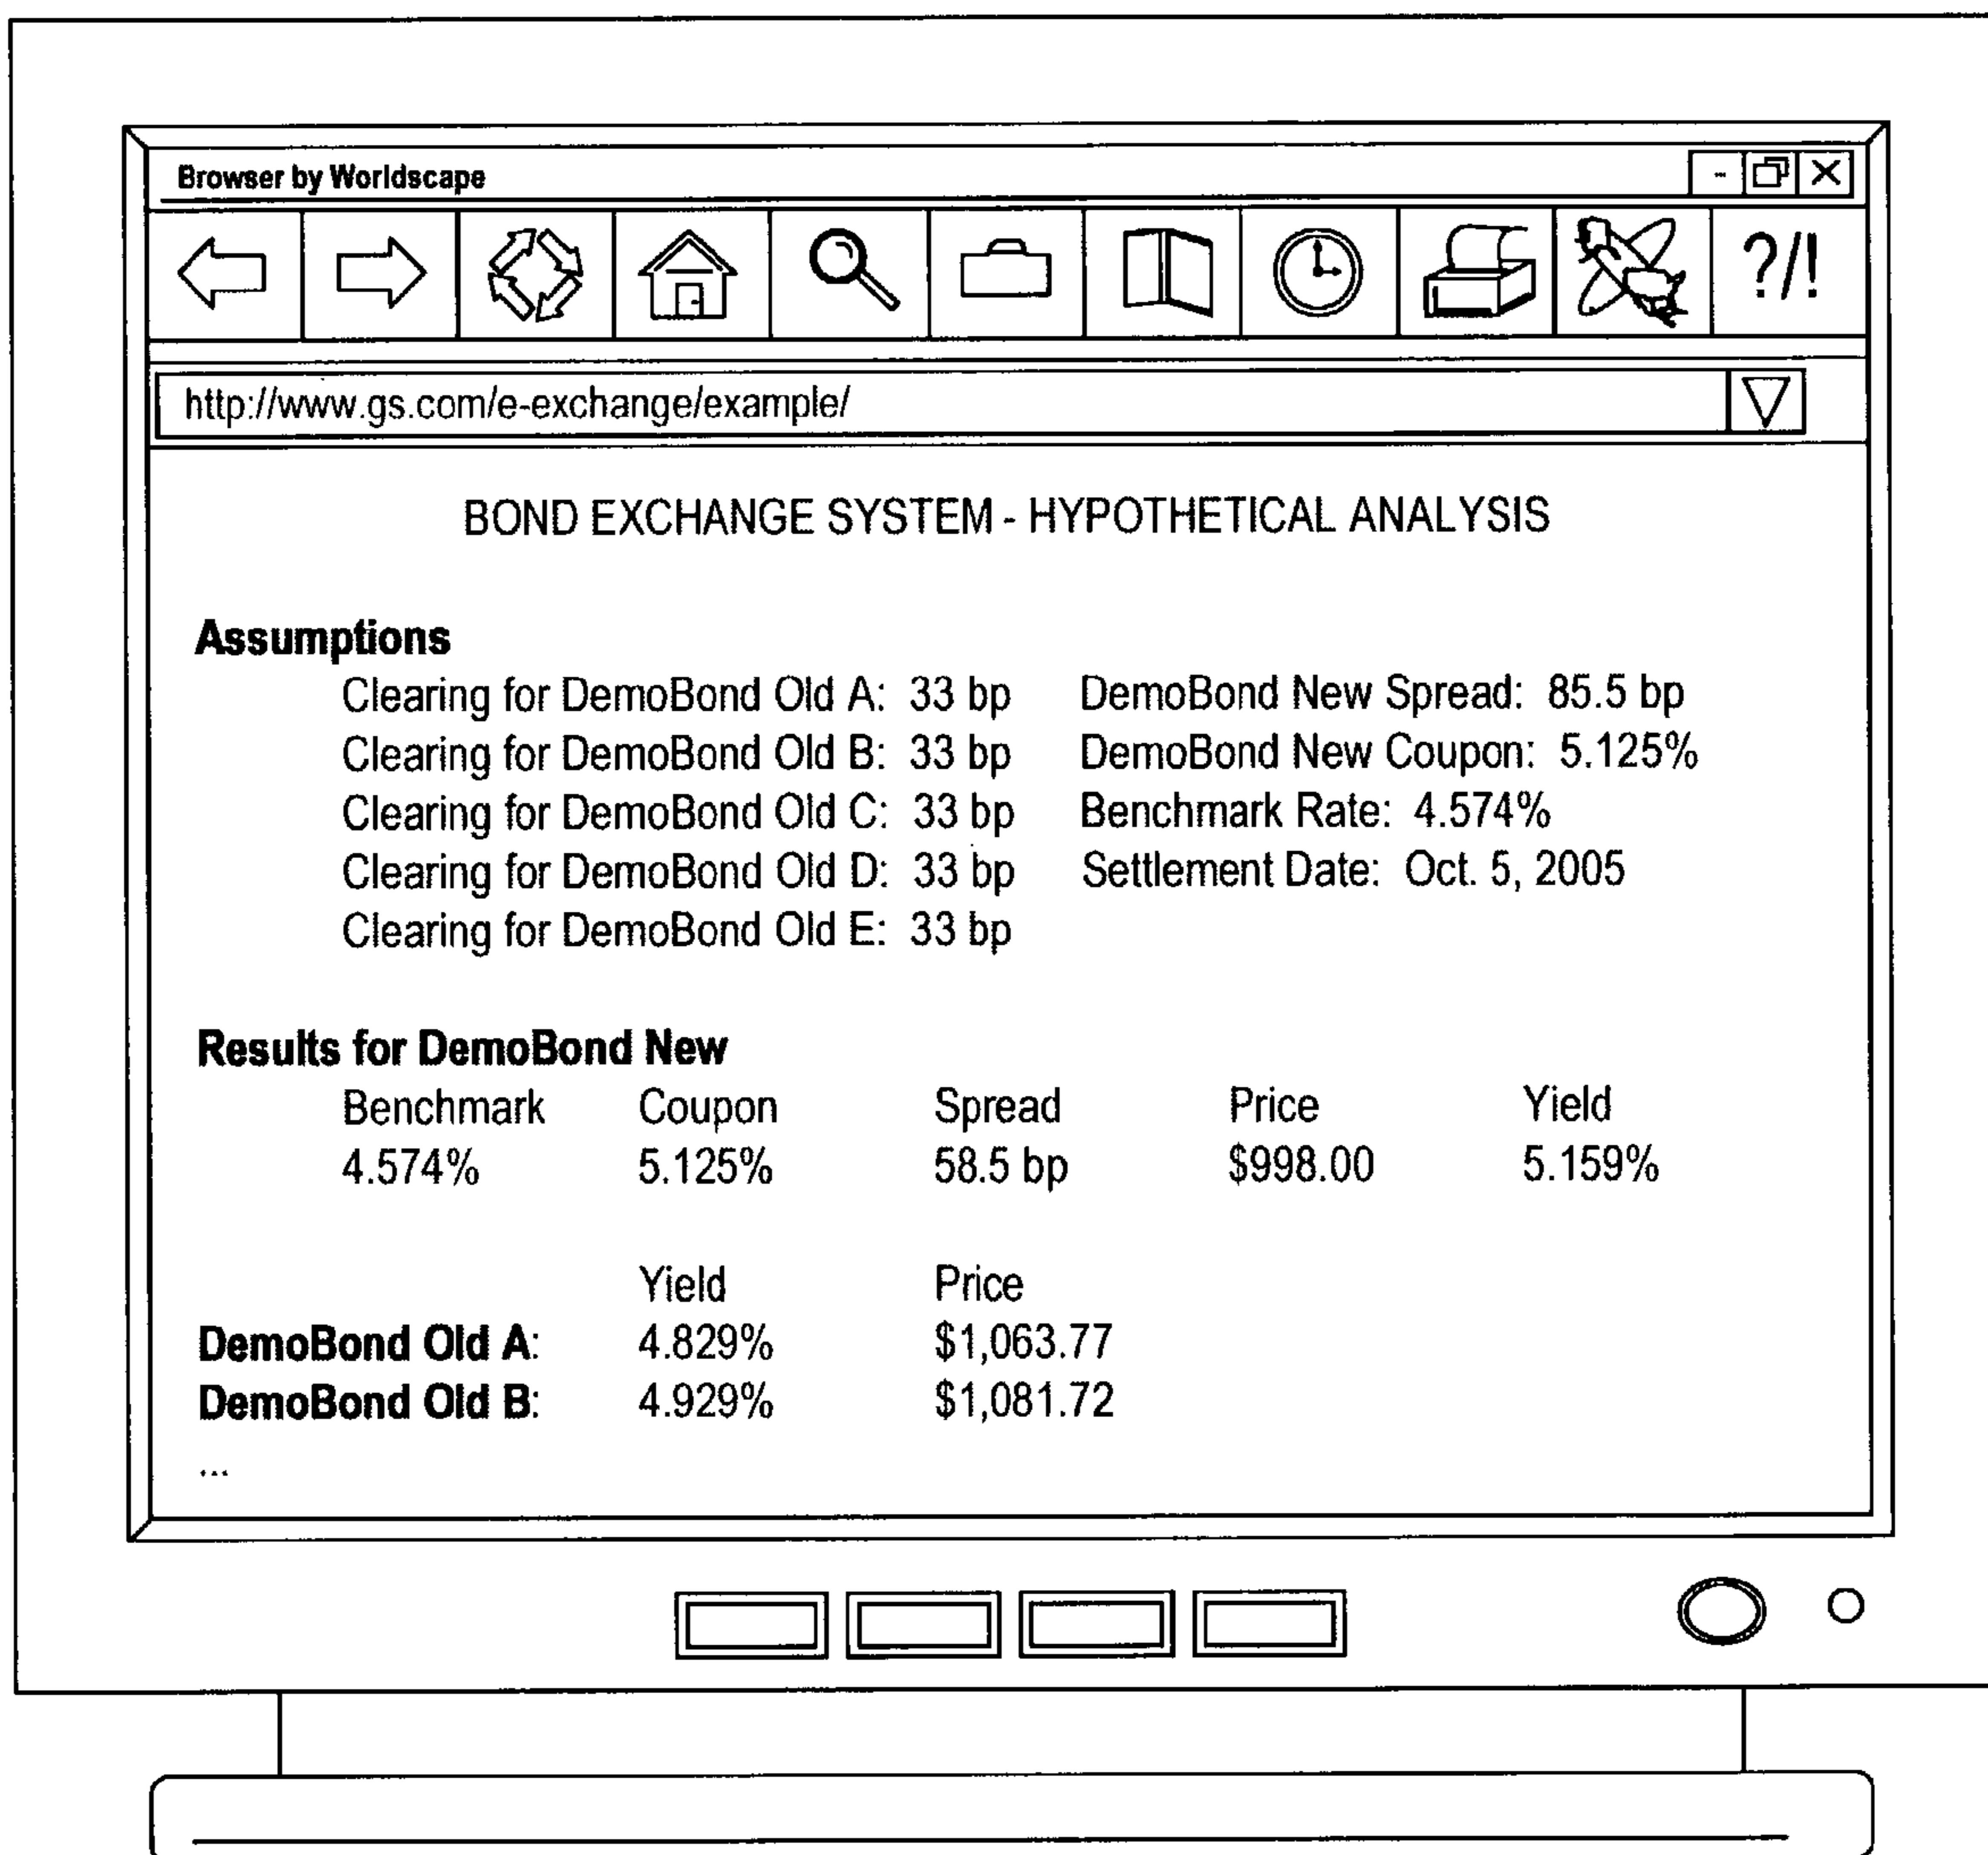 Browser by Worldscape
?/!
http://www.gs.com/e-exchange/example/
BOND EXCHANGE SYSTEM - HYPOTHETICAL ANALYSIS
Assumptions
Clearing for DemoBond Old A: 33 bp DemoBond New Spread: 85.5 bp
Clearing for DemoBond Old B: 33 bp DemoBond New Coupon: 5.125%
Clearing for DemoBond Old C: 33 bp Benchmark Rate: 4.574%
Clearing for DemoBond Old D: 33 bp Settlement Date: Oct. 5, 2005
Clearing for DemoBond Old E: 33 bp
Results for DemoBond New
Benchmark Coupon Spread Price Yield
4.574% 5.125% 58.5 bp $998.00 5.159%
Yield Price
DemoBond Old A: 4.829% $1,063.77
DemoBond Old B: 4.929% $1,081.72
...